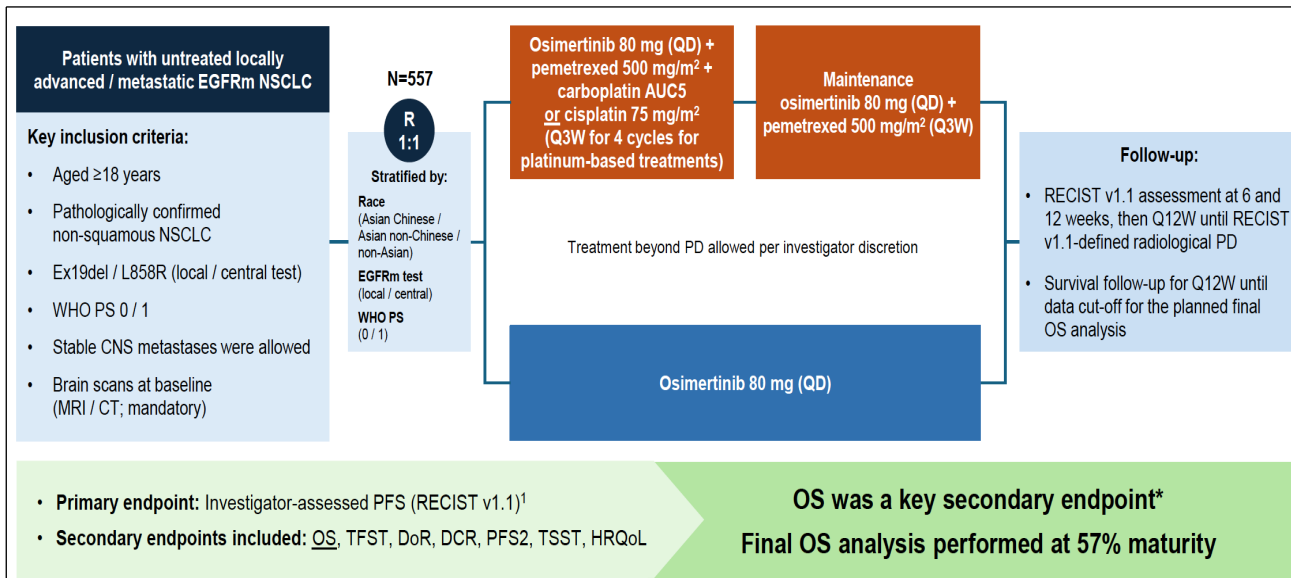 Patients with untreated locally
advanced / metastatic EGFRm NSCLC
Key inclusion criteria:
• Aged ≥18 years
• Pathologically confirmed
non-squamous NSCLC
• Ex19del / L858R (local / central test)
• WHO PS 0 / 1
• Stable CNS metastases were allowed
• Brain scans at baseline
(MRI / CT; mandatory)
N=557
R
1:1
Stratified by:
Race
(Asian Chinese /
Asian non-Chinese /
non-Asian)
EGFRm test
(local / central)
WHO PS
(0 / 1)
Osimertinib 80 mg (QD) +
pemetrexed 500 mg/m² +
carboplatin AUC5
or cisplatin 75 mg/m²
(Q3W for 4 cycles for
platinum-based treatments)
Maintenance
osimertinib 80 mg (QD) +
pemetrexed 500 mg/m² (Q3W)
Treatment beyond PD allowed per investigator discretion
Osimertinib 80 mg (QD)
Follow-up:
• RECIST v1.1 assessment at 6 and
12 weeks, then Q12W until RECIST
v1.1-defined radiological PD
• Survival follow-up for Q12W until
data cut-off for the planned final
OS analysis
• Primary endpoint: Investigator-assessed PFS (RECIST v1.1)¹
• Secondary endpoints included: OS, TFST, DoR, DCR, PFS2, TSST, HRQoL
OS was a key secondary endpoint*
Final OS analysis performed at 57% maturity